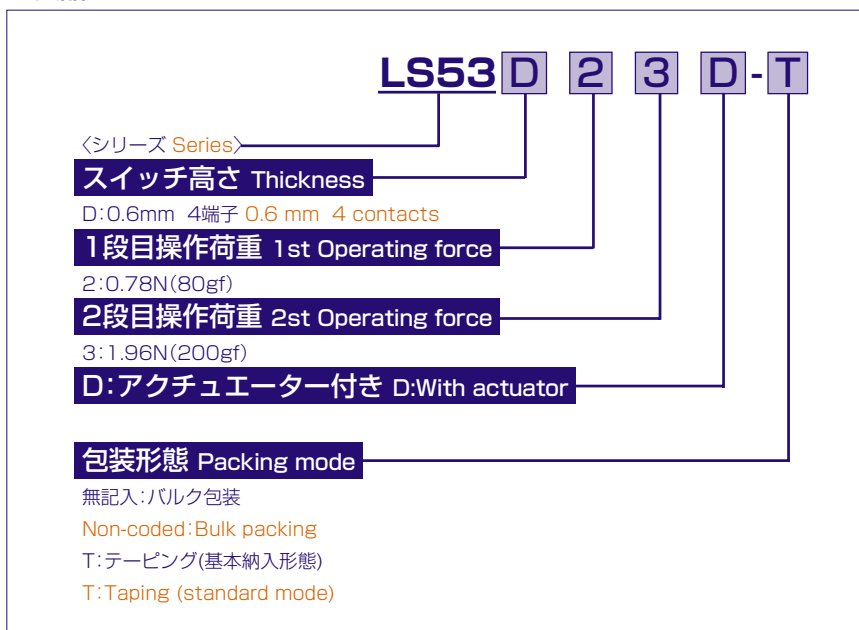 LS53 D 2 3 D - T
〈シリーズ Series〉
スイッチ高さ Thickness
D:0.6mm 4端子 0.6 mm 4 contacts
1段目操作荷重 1st Operating force
2:0.78N(80gf)
2段目操作荷重 2st Operating force
3:1.96N(200gf)
D:アクチュエーター付き D:With actuator
包装形態 Packing mode
無記入:バルク包装
Non-coded:Bulk packing
T:テーピング(基本納入形態)
T:Taping (standard mode)